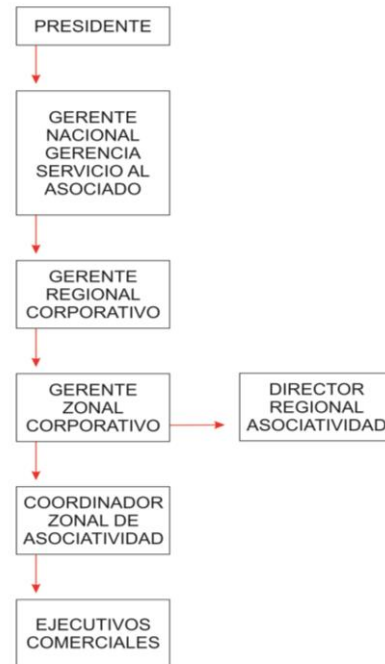 PRESIDENTE
GERENTE
NACIONAL
GERENCIA
SERVICIO AL
ASOCIADO
GERENTE
REGIONAL
CORPORATIVO
GERENTE
ZONAL
CORPORATIVO
DIRECTOR
REGIONAL
ASOCIATIVIDAD
COORDINADOR
ZONAL DE
ASOCIATIVIDAD
EJECUTIVOS
COMERCIALES